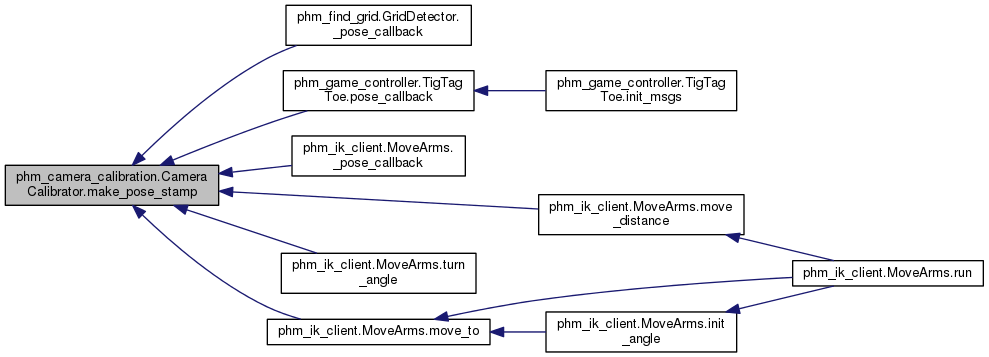 phm_find_grid.GridDetector.
_pose_callback
phm_game_controller.TigTag
Toe.pose_callback
phm_game_controller.TigTag
Toe.init_msgs
phm_ik_client.MoveArms.
_pose_callback
phm_camera_calibration.Camera
Calibrator.make_pose_stamp
phm_ik_client.MoveArms.move
_distance
phm_ik_client.MoveArms.turn
_angle
phm_ik_client.MoveArms.run
phm_ik_client.MoveArms.move_to
phm_ik_client.MoveArms.init
_angle